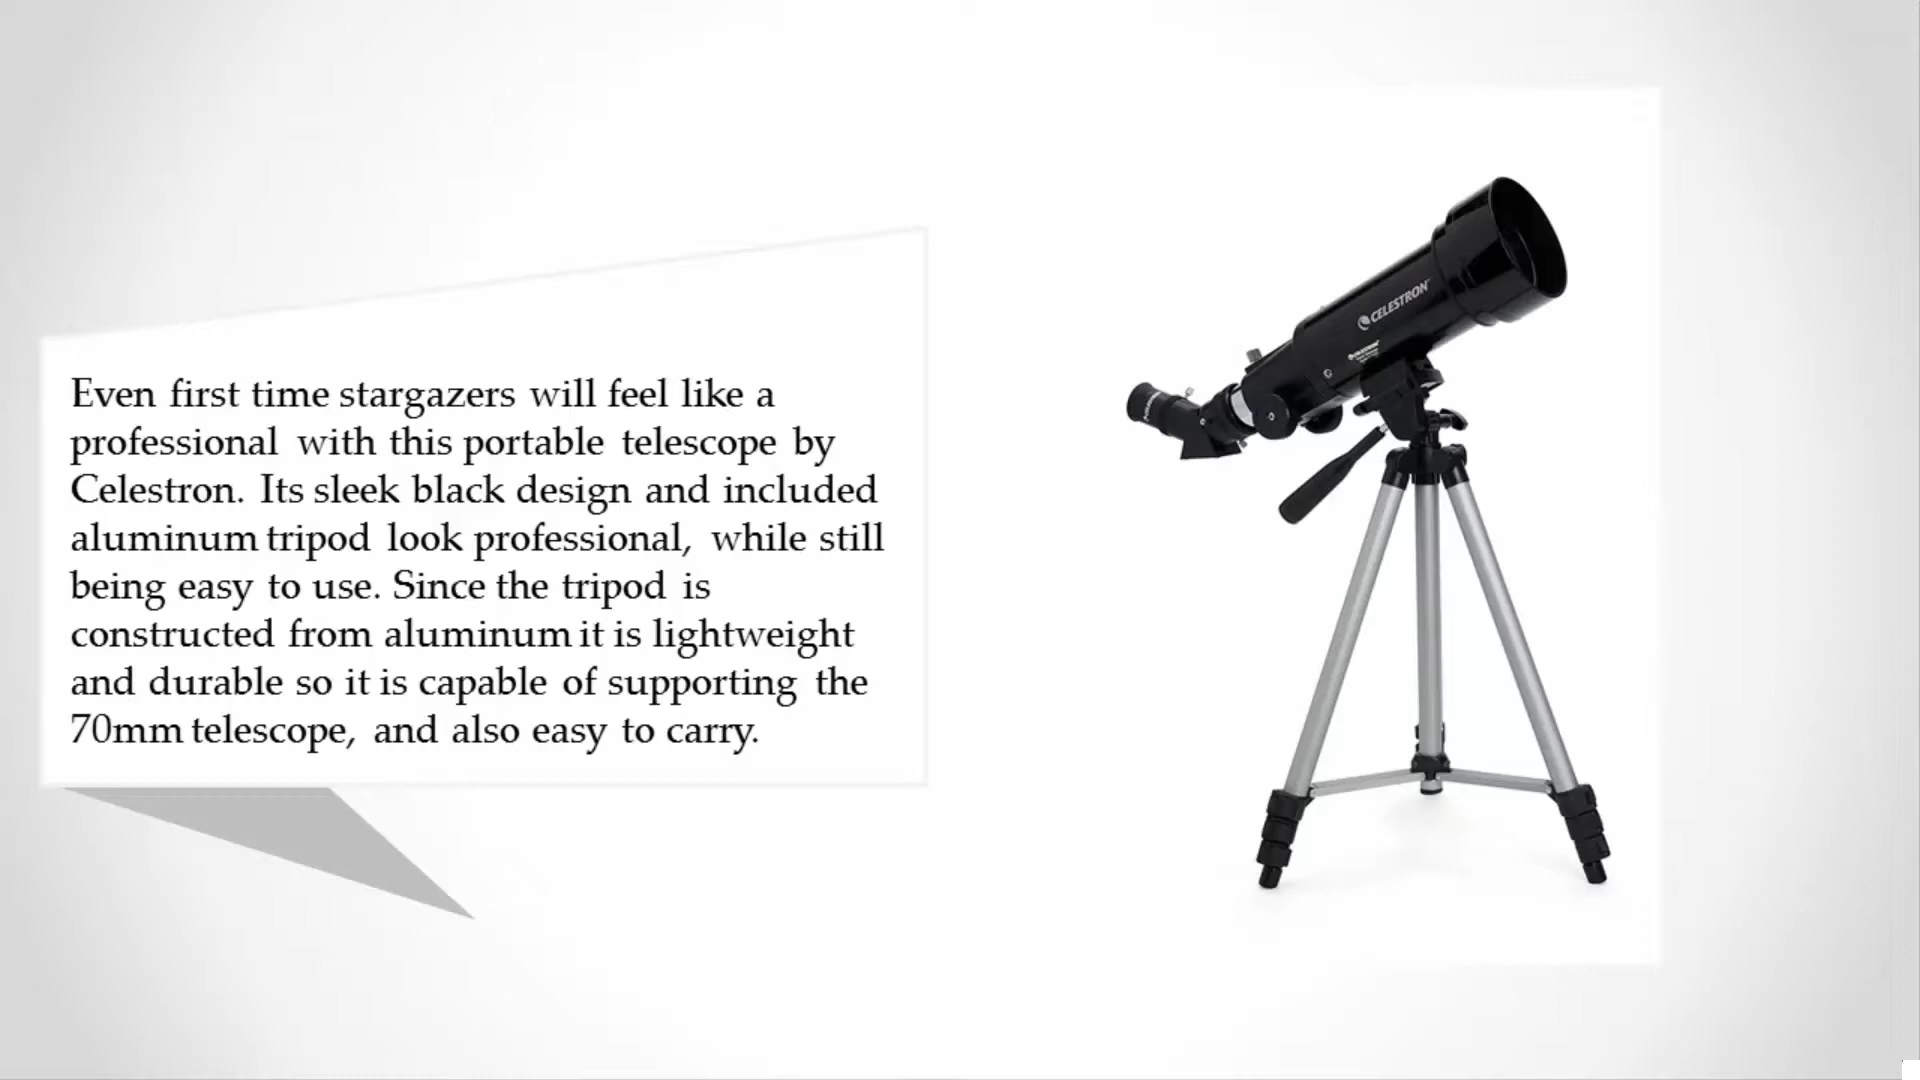 Even first time stargazers will feel like a
professional with this portable telescope by
Celestron. Its sleek black design and included
aluminum tripod look professional, while still
being easy to use. Since the tripod is
constructed from aluminum it is lightweight
and durable so it is capable of supporting the
70mm telescope, and also easy to carry.
CELESTRON